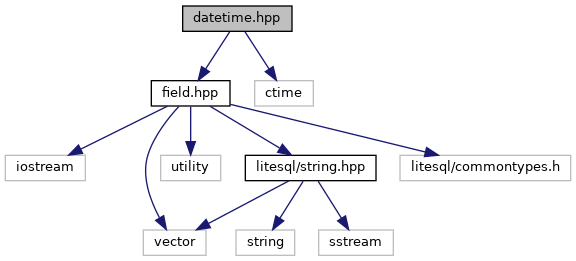 datetime.hpp
field.hpp
ctime
iostream
utility
litesql/string.hpp
litesql/commontypes.h
vector
string
sstream